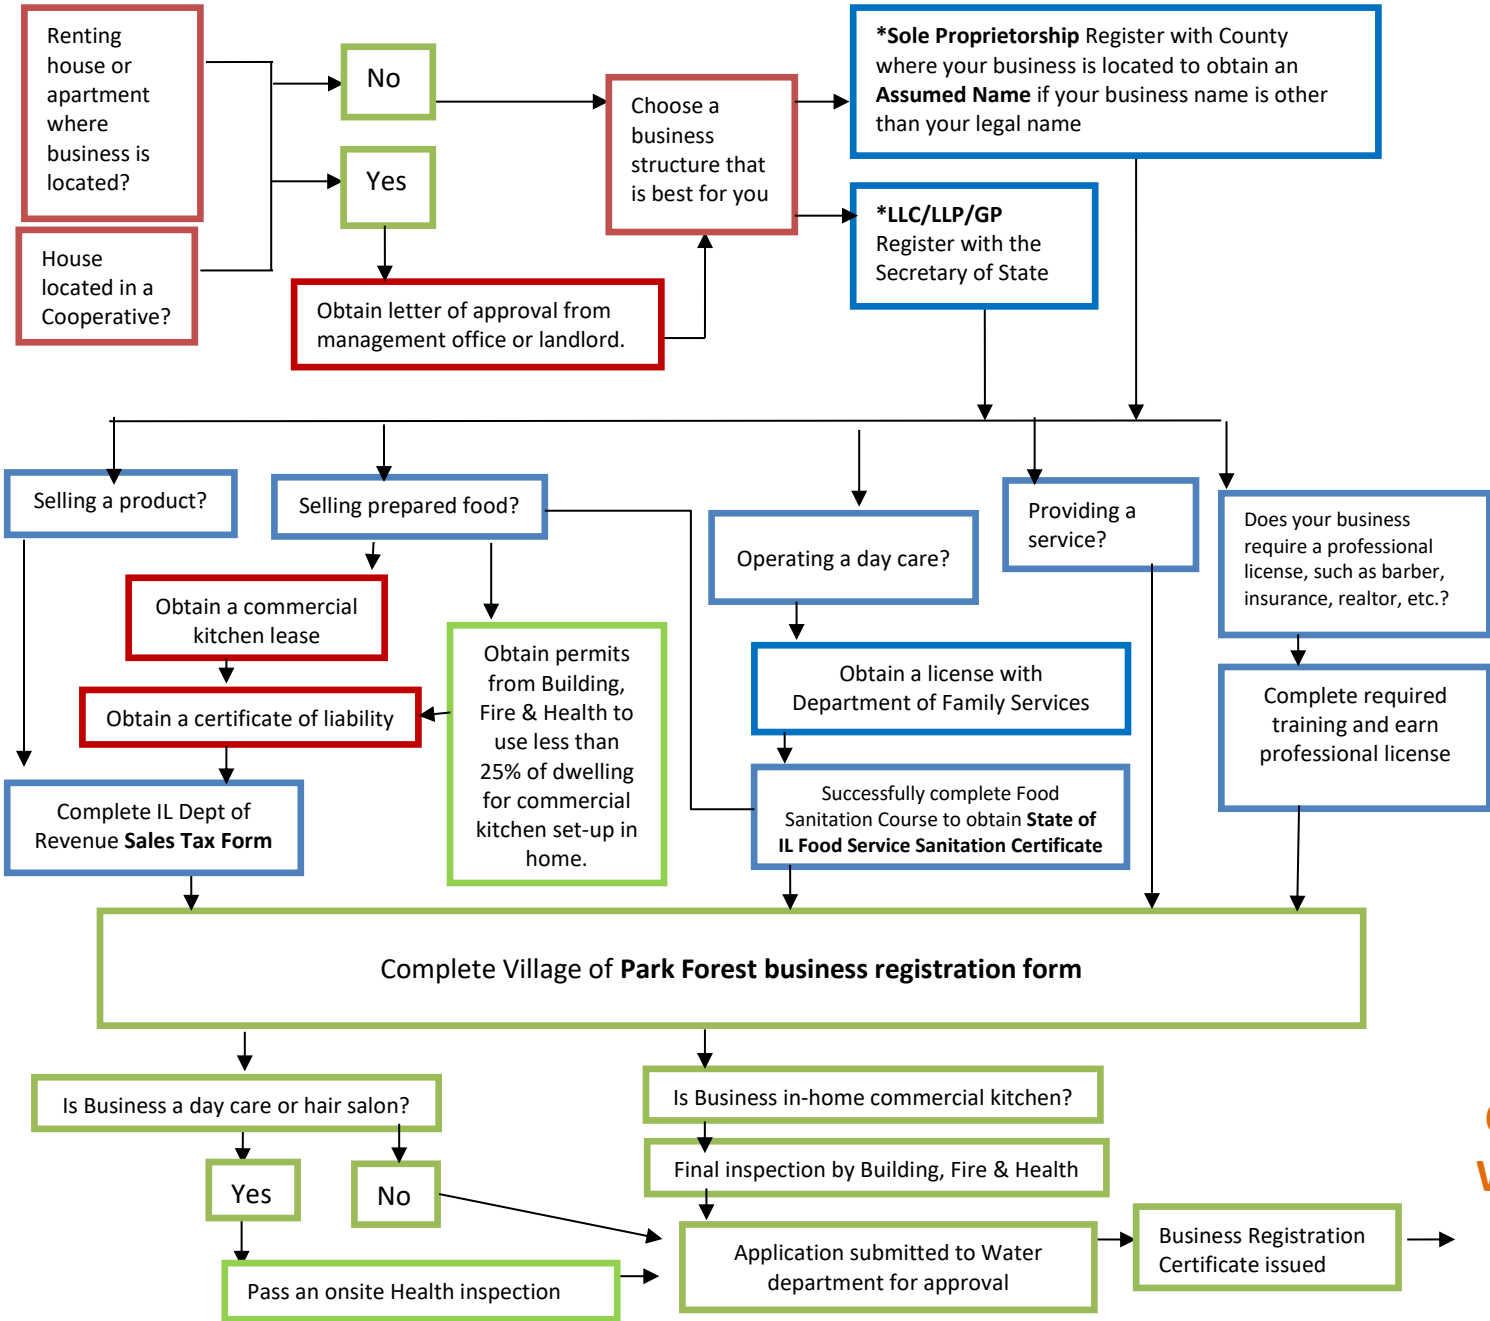 Renting
house or
apartment
where
business is
located?
House
located in a
Cooperative?
No
Yes
Obtain letter of approval from
management office or landlord.
Choose a
business
structure that
is best for you
*Sole Proprietorship Register with County
where your business is located to obtain an
Assumed Name if your business name is other
than your legal name
*LLC/LLP/GP
Register with the
Secretary of State
Selling a product?
Selling prepared food?
Operating a day care?
Providing a
service?
Does your business
require a professional
license, such as barber,
insurance, realtor, etc.?
Obtain a commercial
kitchen lease
Obtain a certificate of liability
Complete IL Dept of
Revenue Sales Tax Form
Obtain permits
from Building,
Fire & Health to
use less than
25% of dwelling
for commercial
kitchen set-up in
home.
Obtain a license with
Department of Family Services
Successfully complete Food
Sanitation Course to obtain State of
IL Food Service Sanitation Certificate
Complete required
training and earn
professional license
Complete Village of Park Forest business registration form
Is Business a day care or hair salon?
Yes
No
Pass an onsite Health inspection
Is Business in-home commercial kitchen?
Final inspection by Building, Fire & Health
Application submitted to Water
department for approval
Business Registration
Certificate issued